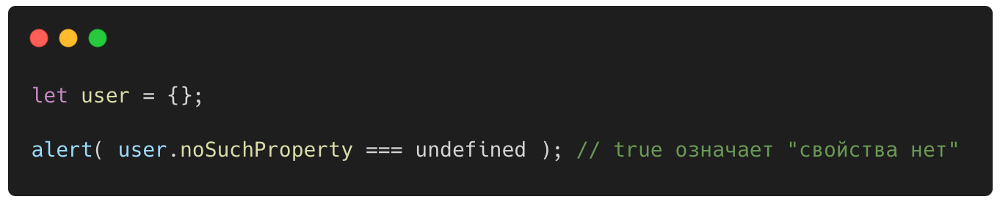 let user = {};
alert( user.noSuchProperty === undefined ); // true означает "свойства нет"